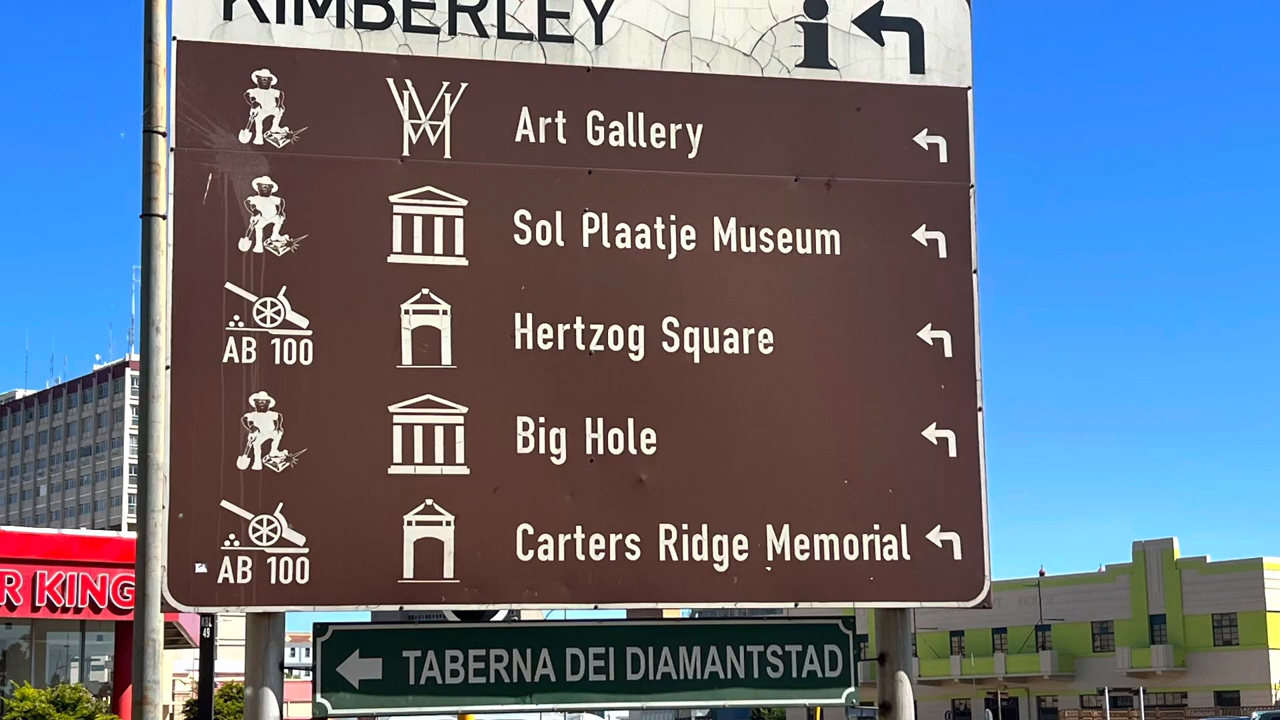 KIMBERLEY i
Art Gallery
Sol Plaatje Museum
AB 100 Hertzog Square
Big Hole
AB 100 Carters Ridge Memorial
R KING
TABERNA DEI DIAMANTSTAD